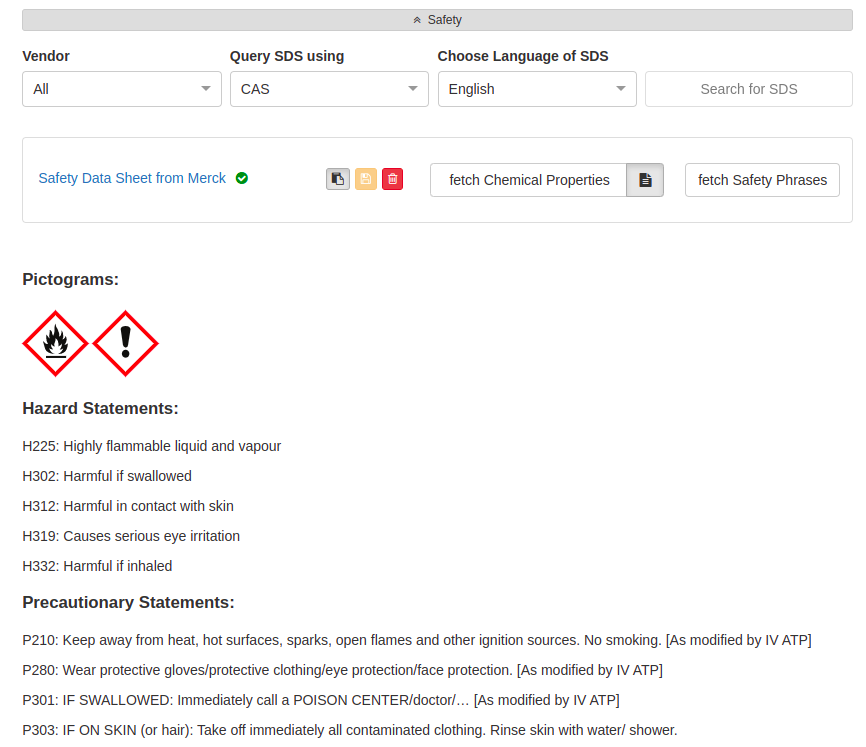 Safety
Vendor Query SDS using Choose Language of SDS
All CAS English Search for SDS
Safety Data Sheet from Merck fetch Chemical Properties fetch Safety Phrases
Pictograms:
Hazard Statements:
H225: Highly flammable liquid and vapour
H302: Harmful if swallowed
H312: Harmful in contact with skin
H319: Causes serious eye irritation
H332: Harmful if inhaled
Precautionary Statements:
P210: Keep away from heat, hot surfaces, sparks, open flames and other ignition sources. No smoking. [As modified by IV ATP]
P280: Wear protective gloves/protective clothing/eye protection/face protection. [As modified by IV ATP]
P301: IF SWALLOWED: Immediately call a POISON CENTER/doctor/… [As modified by IV ATP]
P303: IF ON SKIN (or hair): Take off immediately all contaminated clothing. Rinse skin with water/ shower.